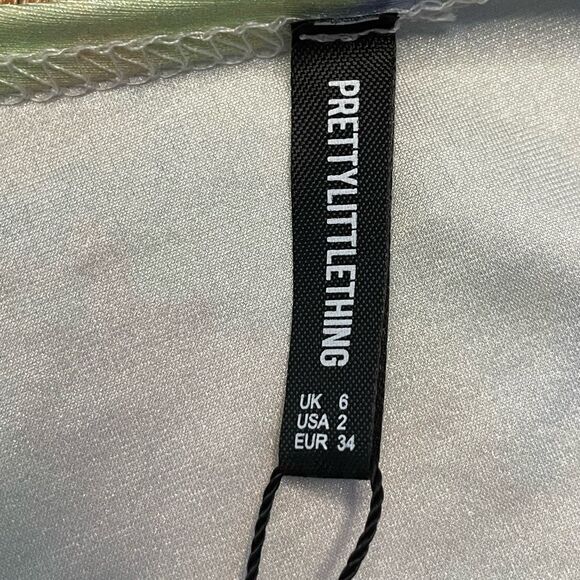 PRETTYLITTLETHING
UK 6
USA 2
EUR 34